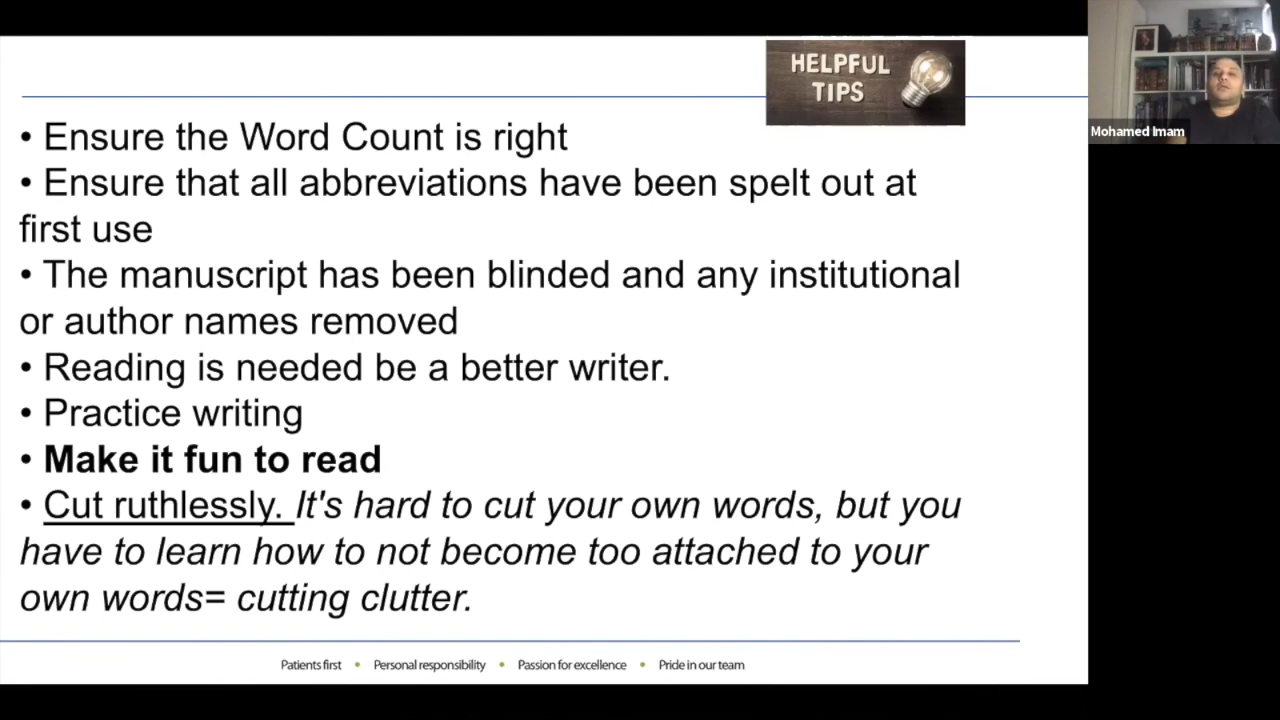 HELPFUL
TIPS
• Ensure the Word Count is right
• Ensure that all abbreviations have been spelt out at
first use
• The manuscript has been blinded and any institutional
or author names removed
• Reading is needed be a better writer.
• Practice writing
• Make it fun to read
• Cut ruthlessly. It's hard to cut your own words, but you
have to learn how to not become too attached to your
own words= cutting clutter.
Patients first • Personal responsibility • Passion for excellence • Pride in our team
Mohamed Imam